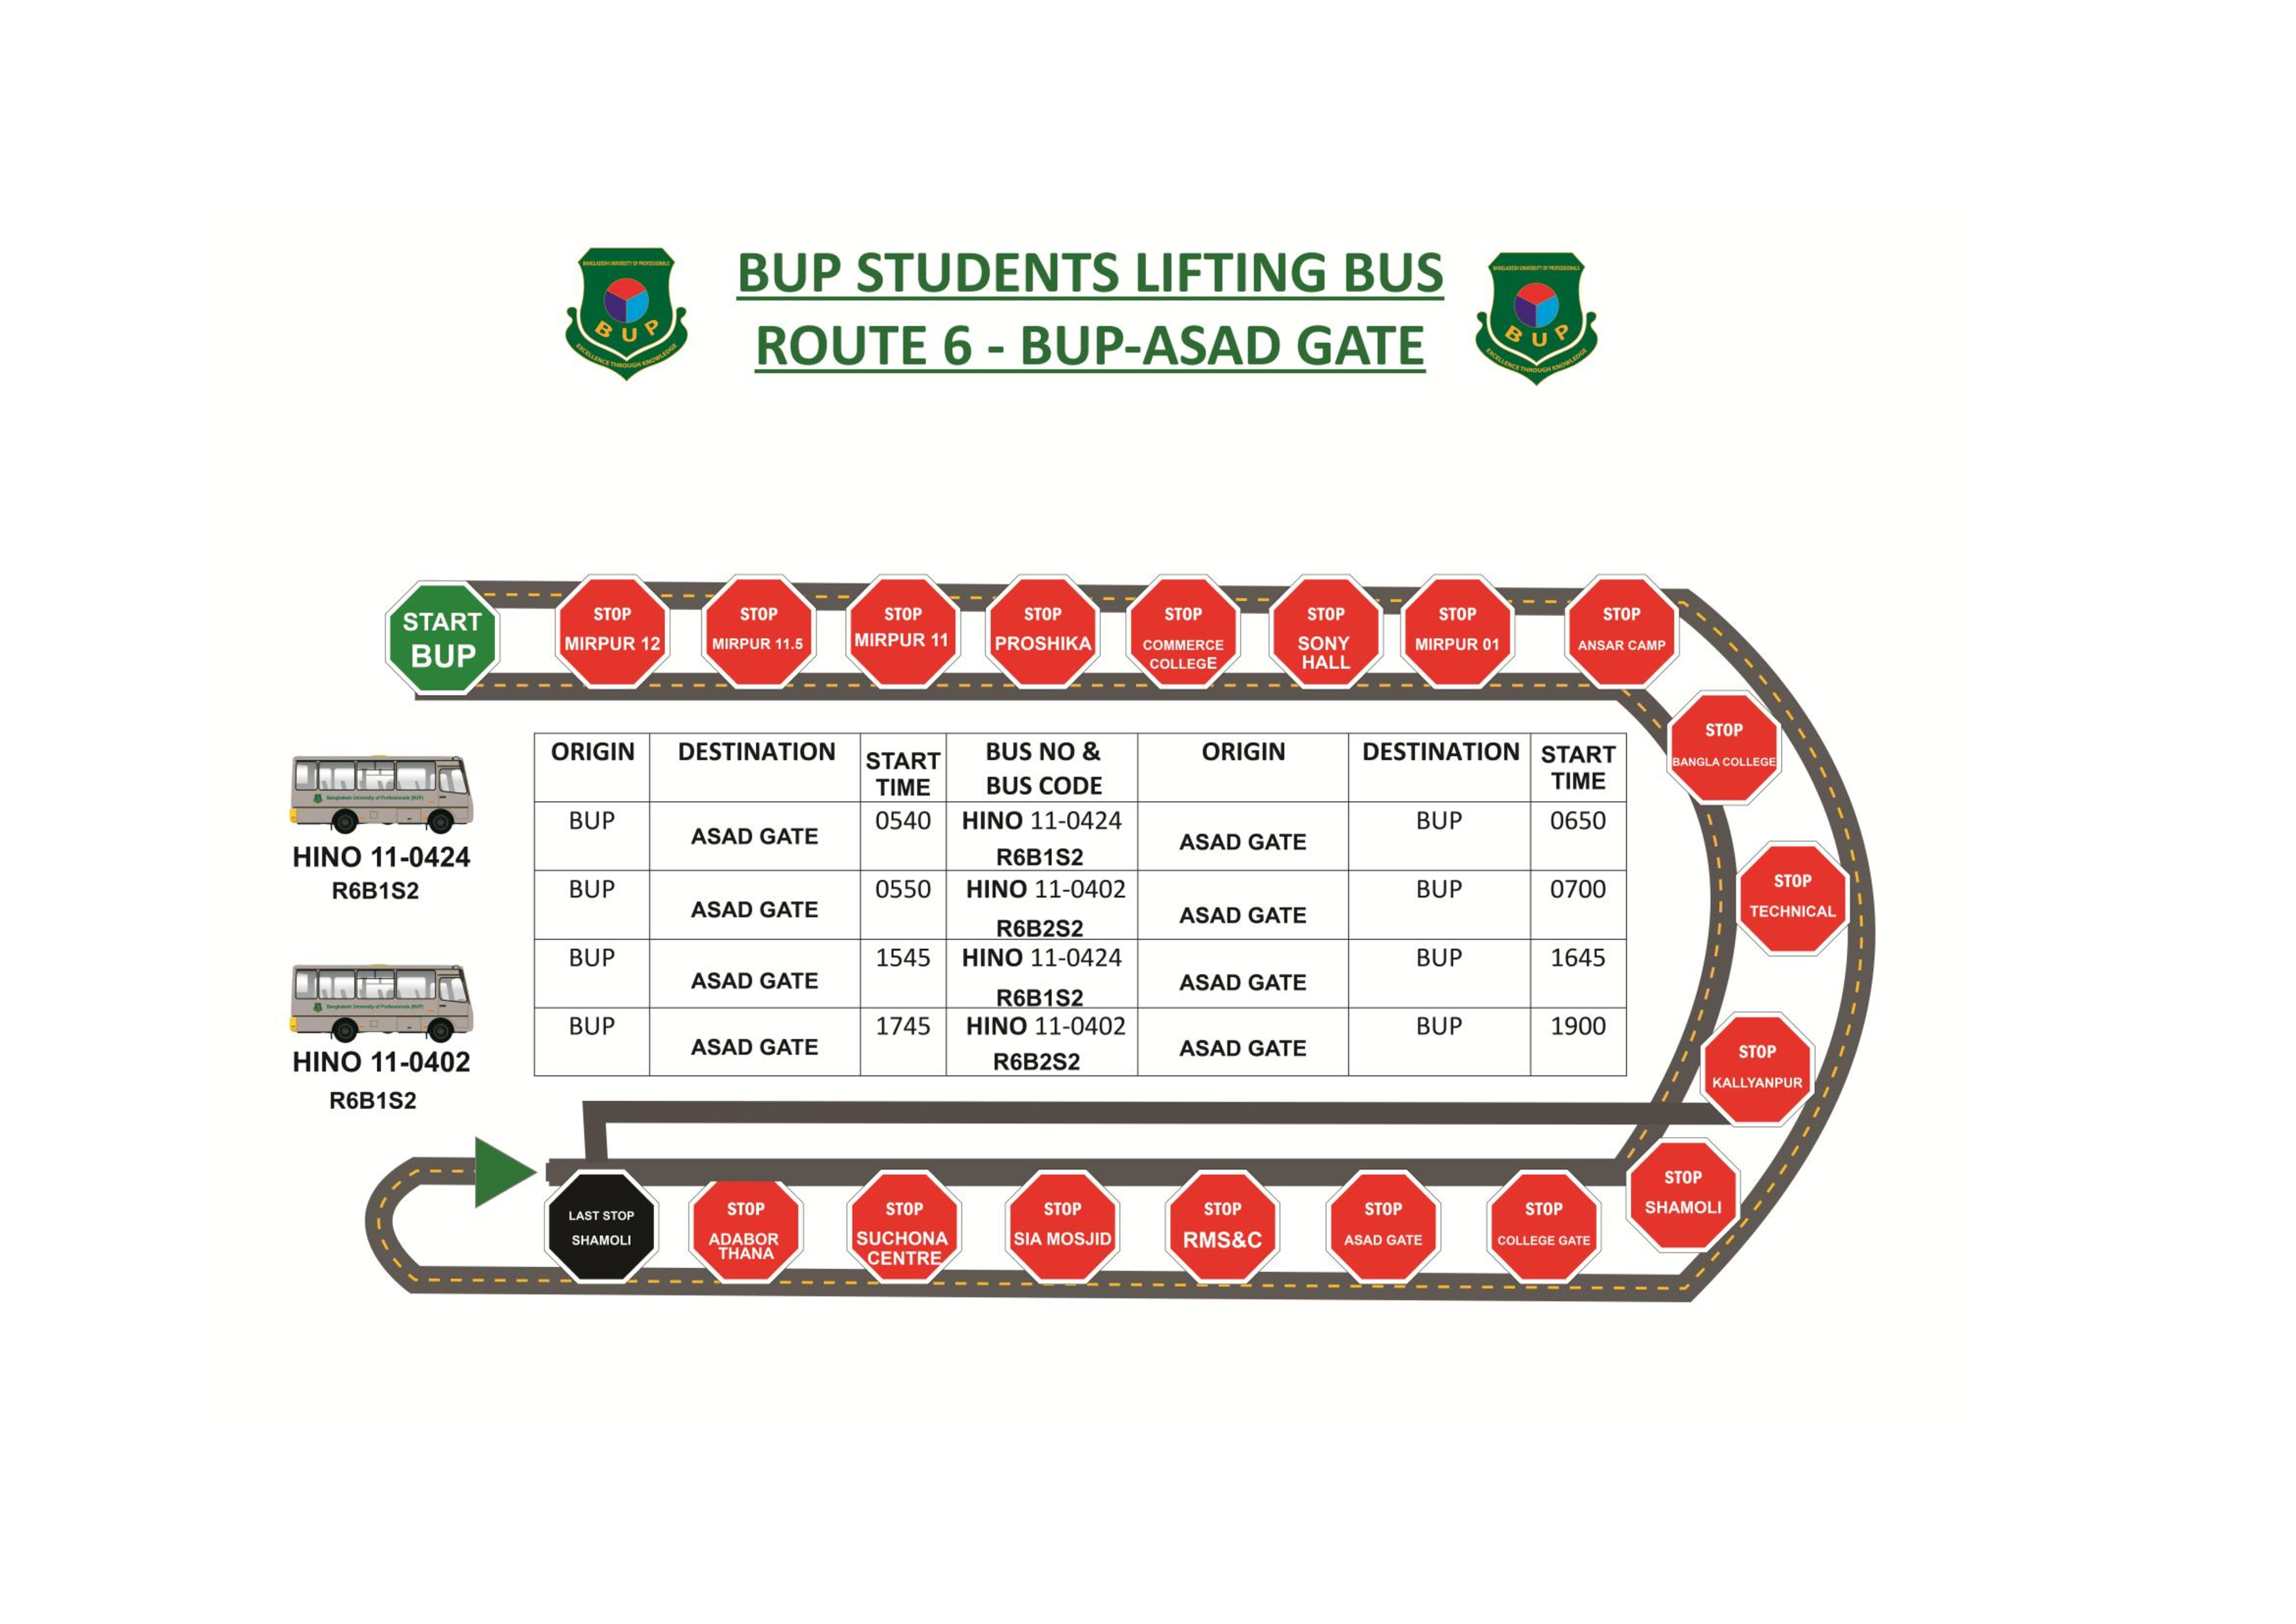 BUP STUDENTS LIFTING BUS
ROUTE 6 - BUP-ASAD GATE
BANGLADESH UNIVERSITY OF PROFESSIONALS
BUP
EXCELLENCE THROUGH KNOWLEDGE
BANGLADESH UNIVERSITY OF PROFESSIONALS
BUP
EXCELLENCE THROUGH KNOWLEDGE
START
BUP
STOP
MIRPUR 12
STOP
MIRPUR 11.5
STOP
MIRPUR 11
STOP
PROSHIKA
STOP
COMMERCE
COLLEGE
STOP
SONY
HALL
STOP
MIRPUR 01
STOP
ANSAR CAMP
STOP
BANGLA COLLEGE
STOP
TECHNICAL
STOP
KALLYANPUR
STOP
SHAMOLI
STOP
COLLEGE GATE
STOP
ASAD GATE
STOP
RMS&C
STOP
SIA MOSJID
STOP
SUCHONA
CENTRE
STOP
ADABOR
THANA
LAST STOP
SHAMOLI
Bangladesh University of Professionals (BUP)
HINO 11-0424
R6B1S2
Bangladesh University of Professionals (BUP)
HINO 11-0402
R6B1S2
ORIGIN DESTINATION START TIME BUS NO & BUS CODE ORIGIN DESTINATION START TIME
BUP ASAD GATE 0540 HINO 11-0424 R6B1S2 ASAD GATE BUP 0650
BUP ASAD GATE 0550 HINO 11-0402 R6B2S2 ASAD GATE BUP 0700
BUP ASAD GATE 1545 HINO 11-0424 R6B1S2 ASAD GATE BUP 1645
BUP ASAD GATE 1745 HINO 11-0402 R6B2S2 ASAD GATE BUP 1900